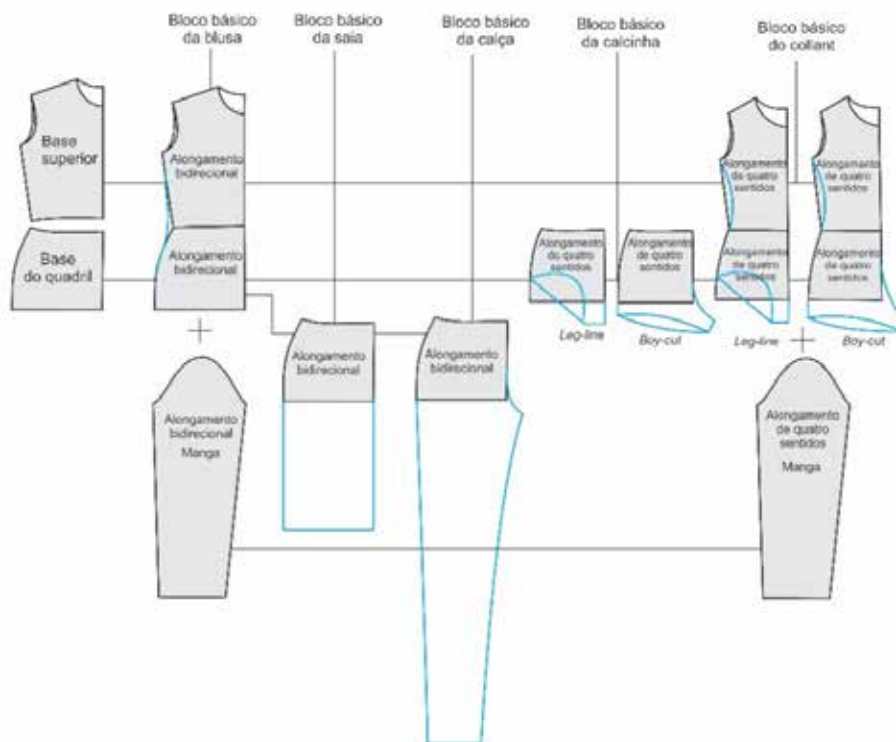 Bloco básico
da blusa
Bloco básico
da saia
Bloco básico
da calça
Bloco básico
da calcinha
Bloco básico
do collant
Base
superior
Alongamento
bidirecional
Alongamento
de quatro
sentidos
Alongamento
de quatro
sentidos
Base
do quadril
Alongamento
bidirecional
Alongamento
do quatro
sentidos
Alongamento
de quatro
sentidos
Alongamento
de quatro
sentidos
Alongamento
de quatro
sentidos
Leg-line
Boy-cut
Leg-line
Boy-cut
Alongamento
bidirecional
Alongamento
bidirecional
Alongamento
bidirecional
Manga
Alongamento
de quatro
sentidos
Manga